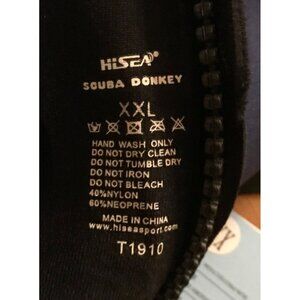 HISEA®
SCUBA DONKEY
XXL
HAND WASH ONLY
DO NOT DRY CLEAN
DO NOT TUMBLE DRY
DO NOT IRON
DO NOT BLEACH
40%NYLON
60%NEOPRENE
MADE IN CHINA
www.hiseasport.com
T1910